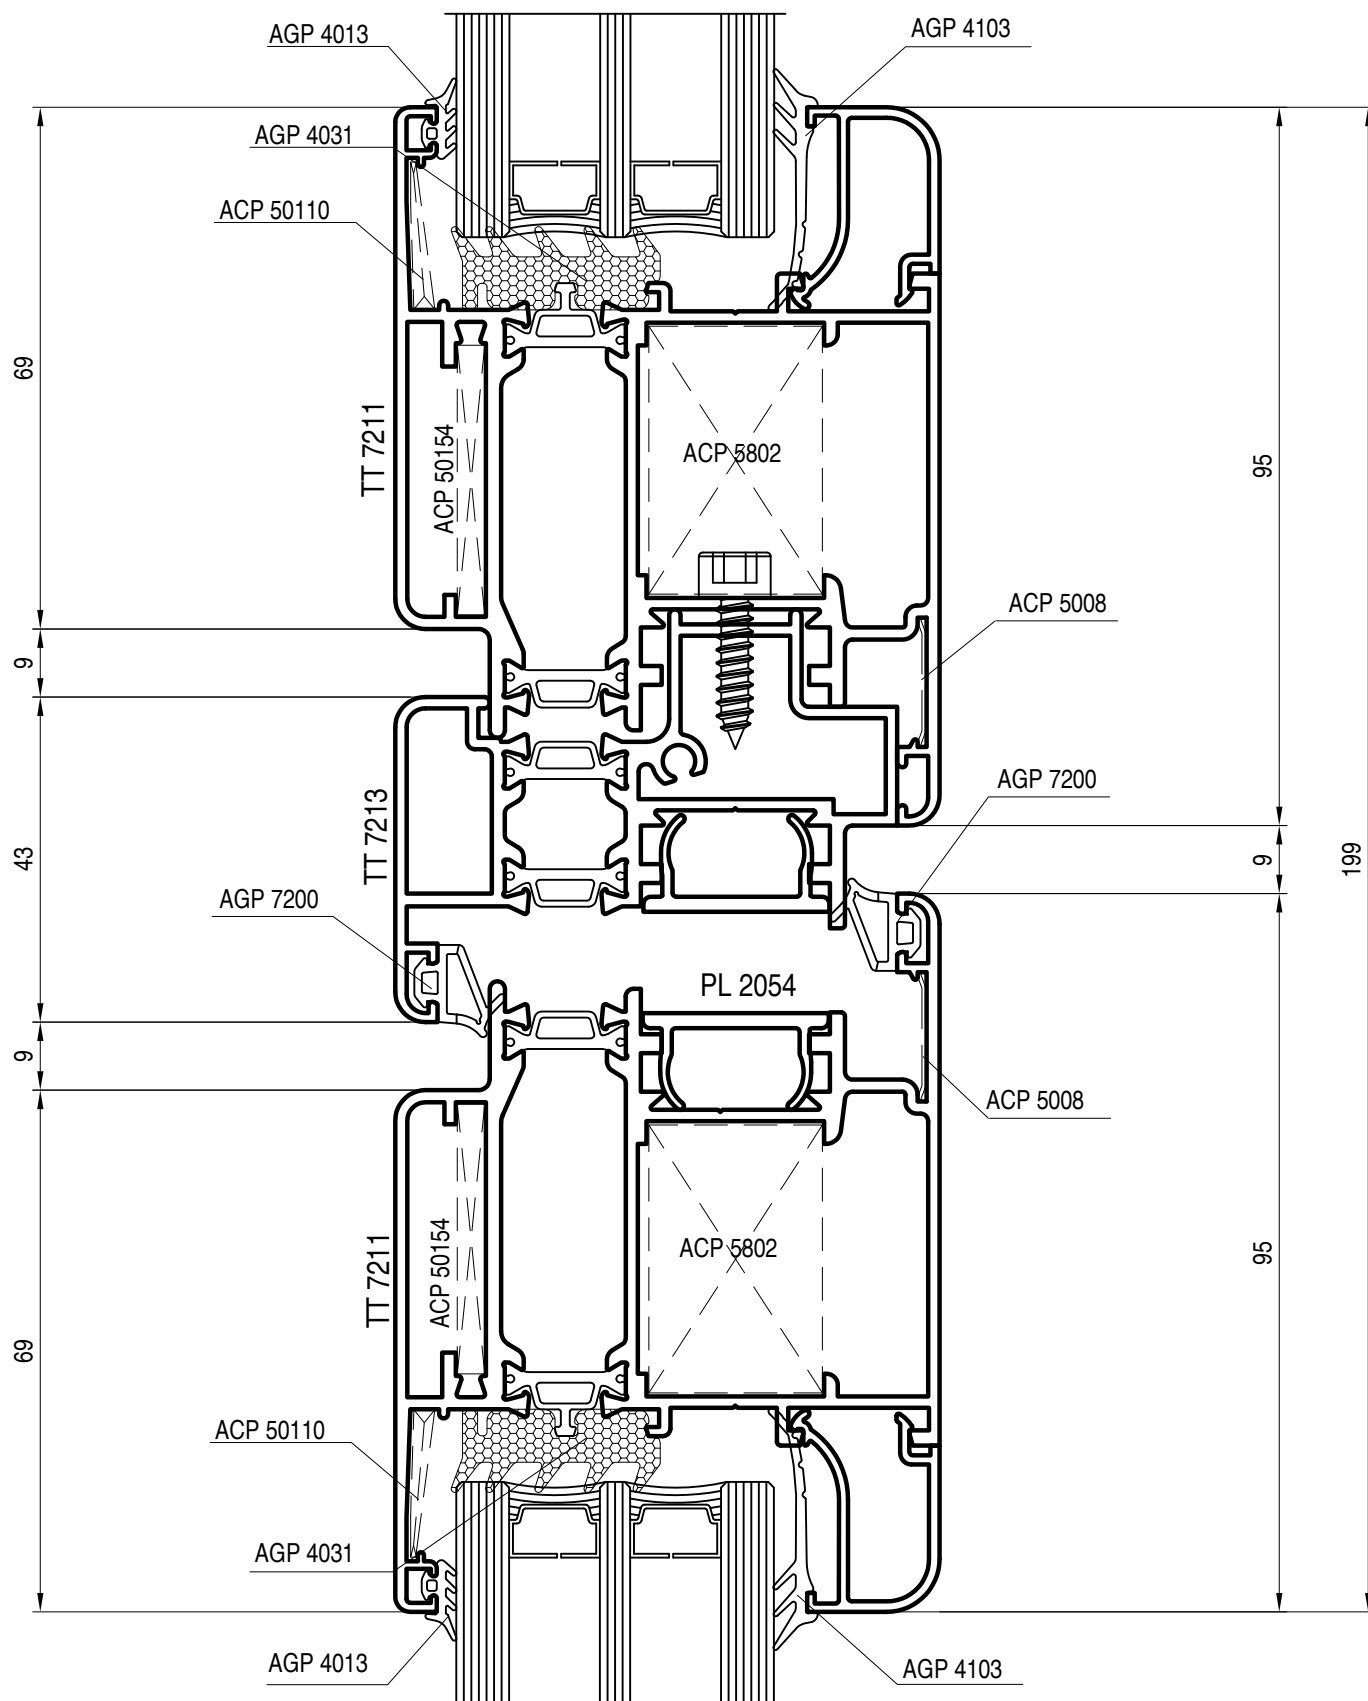 AGP 4013
AGP 4103
AGP 4031
ACP 50110
69
TT 7211
ACP 50154
ACP 5802
95
ACP 5008
9
AGP 7200
43
TT 7213
9
199
AGP 7200
PL 2054
9
ACP 5008
TT 7211
ACP 50154
ACP 5802
95
69
ACP 50110
AGP 4031
AGP 4013
AGP 4103